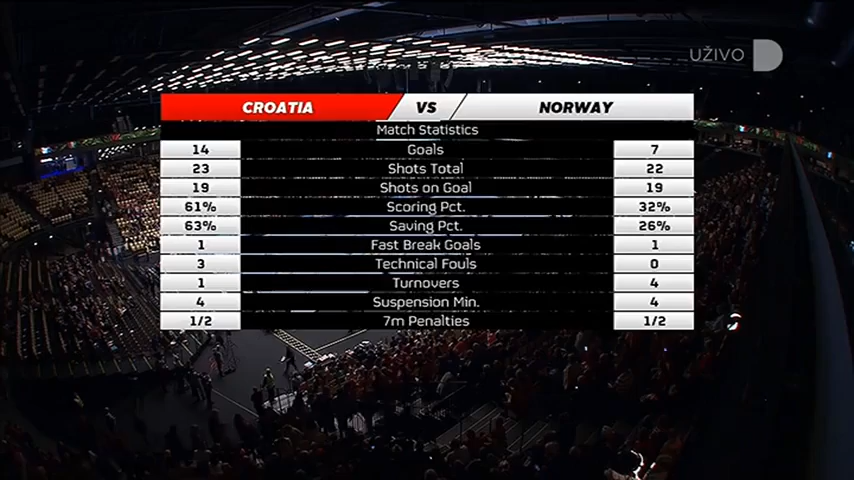 UŽIVO D
CROATIA VS NORWAY
Match Statistics
14 Goals 7
23 Shots Total 22
19 Shots on Goal 19
61% Scoring Pct. 32%
63% Saving Pct. 26%
1 Fast Break Goals 1
3 Technical Fouls 0
1 Turnovers 4
4 Suspension Min. 4
1/2 7m Penalties 1/2